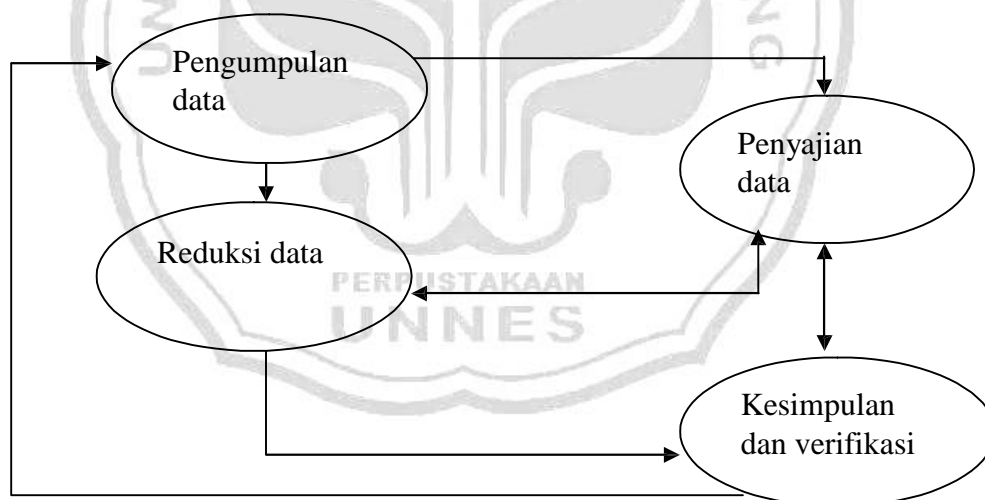 Pengumpulan
data
Penyajian
data
Reduksi data
PERPUSTAKAAN
UNNES
Kesimpulan
dan verifikasi